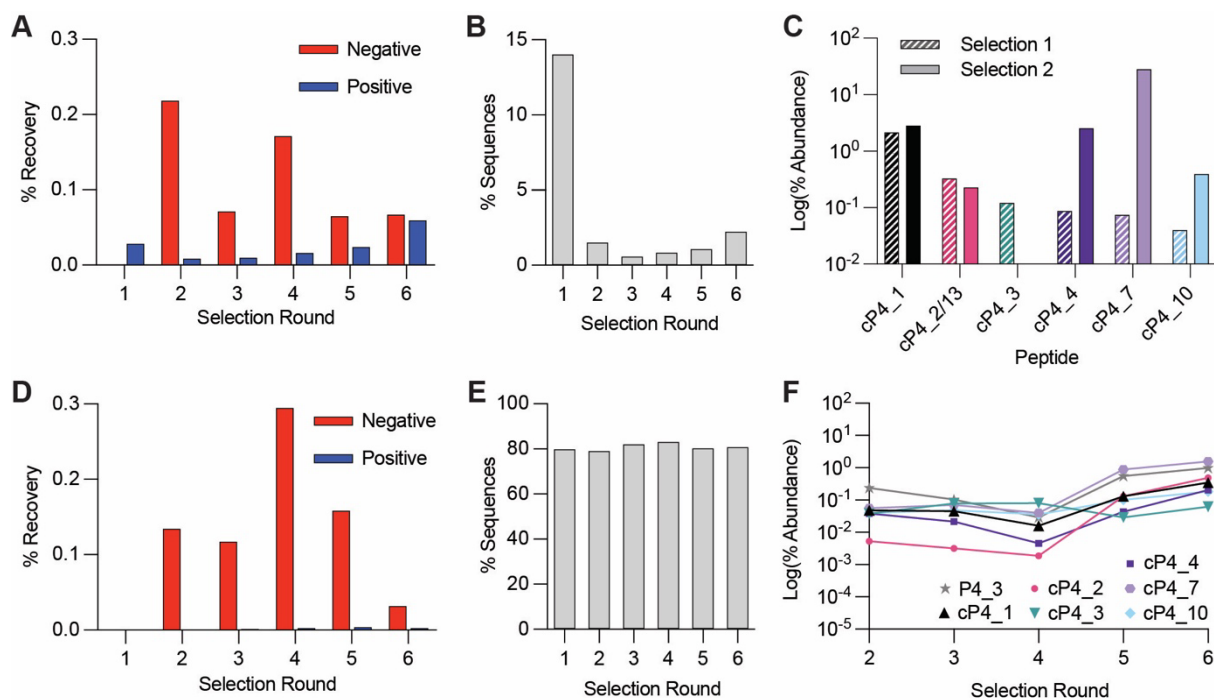 A
% Recovery
0.3
0.2
0.1
0.0
Negative
Positive
1 2 3 4 5 6
Selection Round
B
% Sequences
15
10
5
0
1 2 3 4 5 6
Selection Round
C
Log(% Abundance)
10²
10¹
10⁰
10⁻¹
10⁻²
Selection 1
Selection 2
cP4_1
cP4_2/13
cP4_3
cP4_4
cP4_7
cP4_10
Peptide
D
% Recovery
0.3
0.2
0.1
0.0
Negative
Positive
1 2 3 4 5 6
Selection Round
E
% Sequences
100
80
60
40
20
0
1 2 3 4 5 6
Selection Round
F
Log(% Abundance)
10²
10¹
10⁰
10⁻¹
10⁻²
10⁻³
10⁻⁴
10⁻⁵
cP4_4
P4_3 cP4_2 cP4_7
cP4_1 cP4_3 cP4_10
2 3 4 5 6
Selection Round